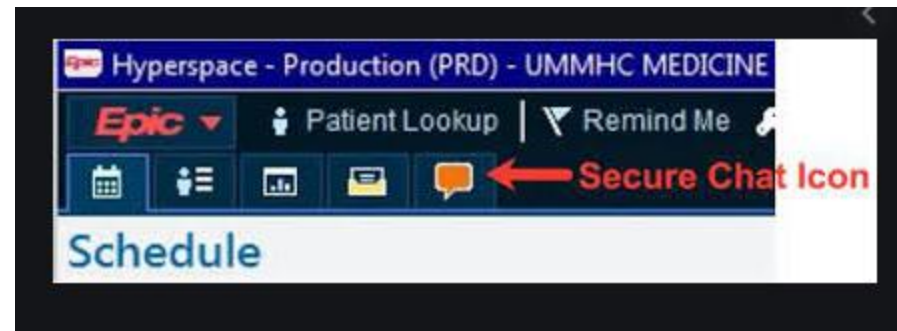 Epic Hyperspace - Production (PRD) - UMMHC MEDICINE
Epic Patient Lookup Remind Me
Secure Chat Icon
Schedule